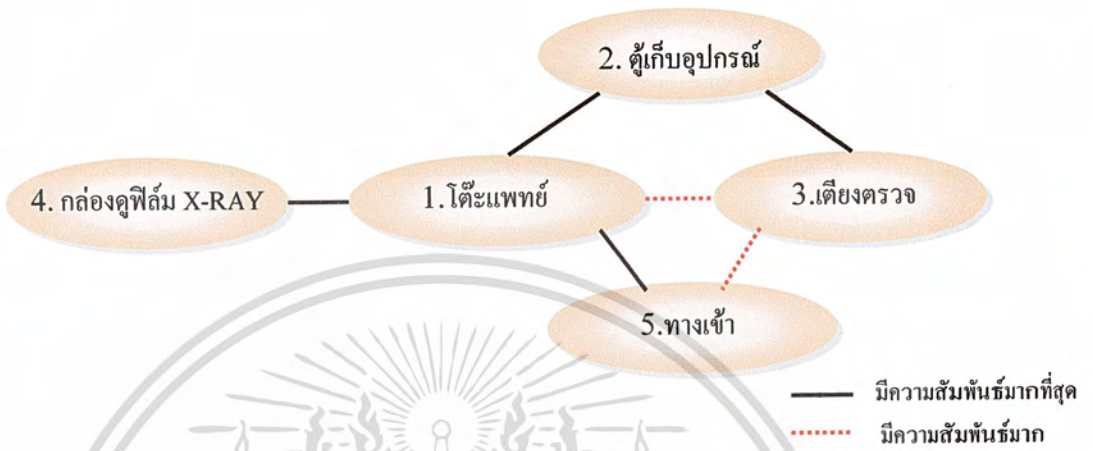 2. ตู้เก็บอุปกรณ์
4. กล่องดูฟิล์ม X-RAY
1.โต๊ะแพทย์
3.เตียงตรวจ
5.ทางเข้า
มีความสัมพันธ์มากที่สุด
มีความสัมพันธ์มาก